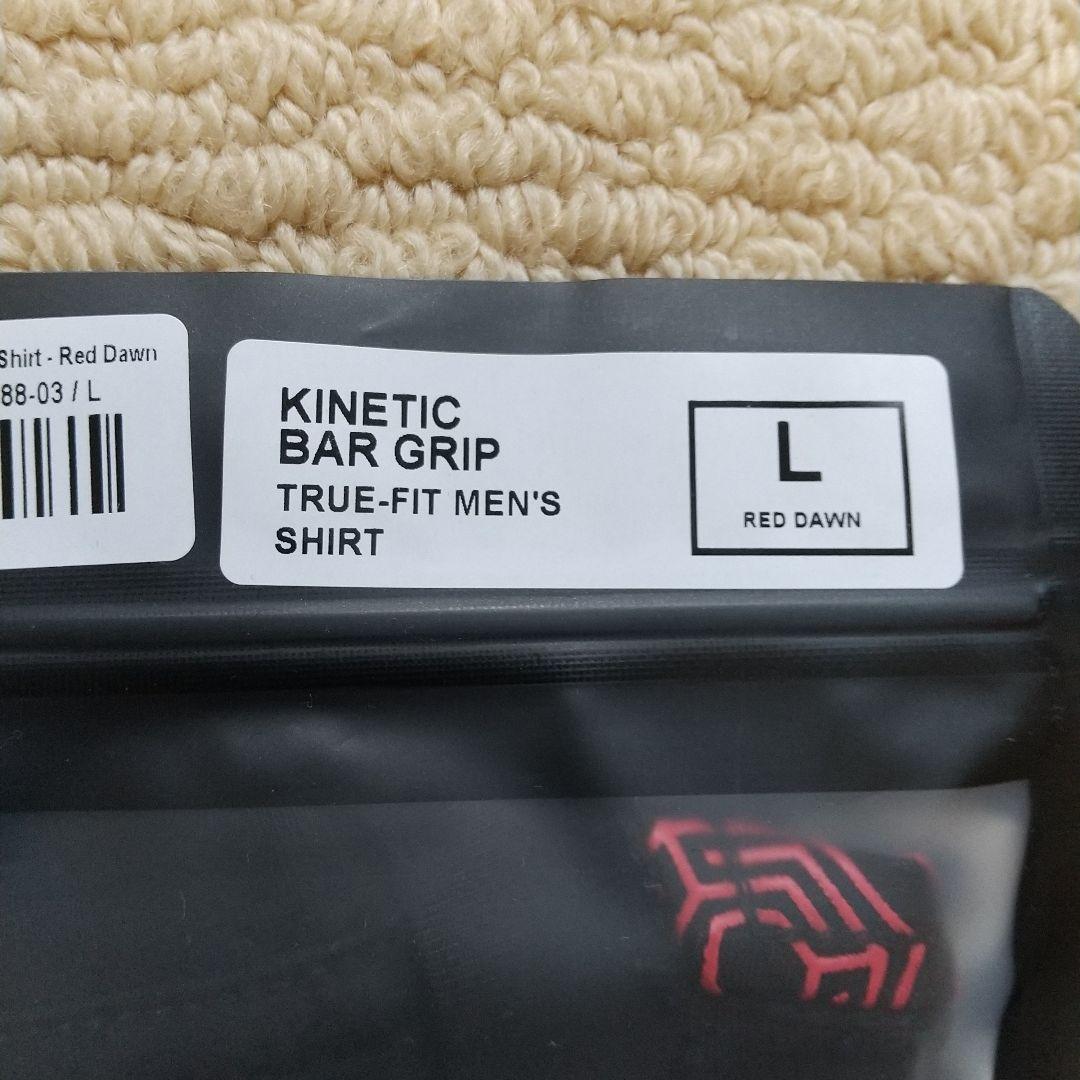 Shirt - Red Dawn
88-03 / L
KINETIC
BAR GRIP
TRUE-FIT MEN'S
SHIRT
L
RED DAWN